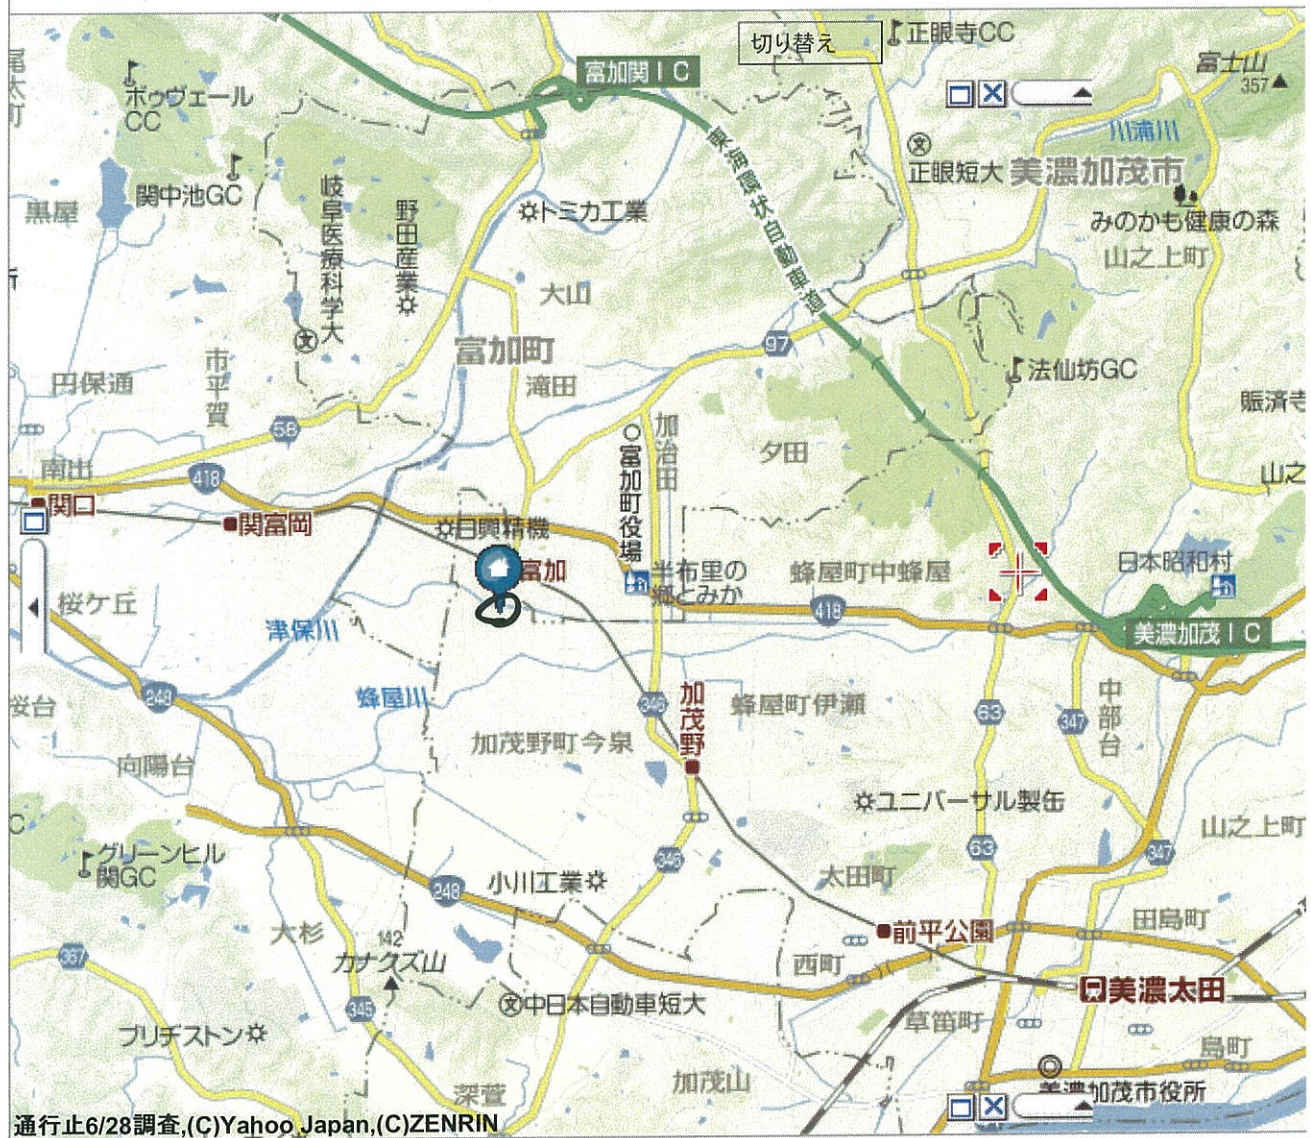 切り替え
正眼寺CC
富加関IC
富士山
357
ボゥヴェール
CC
川浦川
東海環状自動車道
正眼短大
美濃加茂市
関中池GC
岐阜医療科学大
野田産業
トミカ工業
黒屋
みのかも健康の森
山之上町
大山
富加町
97
市平賀
円保通
滝田
法仙坊GC
賑済寺
58
加治田
富加町役場
夕田
南出
418
山之
関口
関富岡
日興精機
富加
半布里の
郷とみか
蜂屋町中蜂屋
日本昭和村
桜ケ丘
津保川
418
美濃加茂IC
248
蜂屋川
加茂野
346
蜂屋町伊瀬
63
347
中部台
桜台
向陽台
加茂野町今泉
ユニバーサル製缶
山之上町
63
347
グリーンヒル
関GC
346
太田町
248
小川工業
大杉
田島町
前平公園
142
カナクズ山
西町
367
美濃太田
345
中日本自動車短大
草笛町
ブリヂストン
島町
加茂山
深萱
美濃加茂市役所
通行止6/28調査,(C)Yahoo Japan,(C)ZENRIN